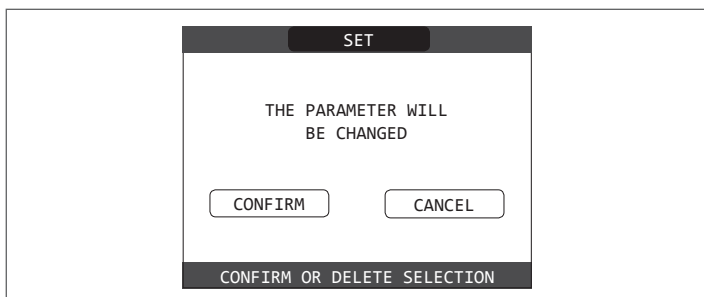 SET
THE PARAMETER WILL
BE CHANGED
CONFIRM
CANCEL
CONFIRM OR DELETE SELECTION